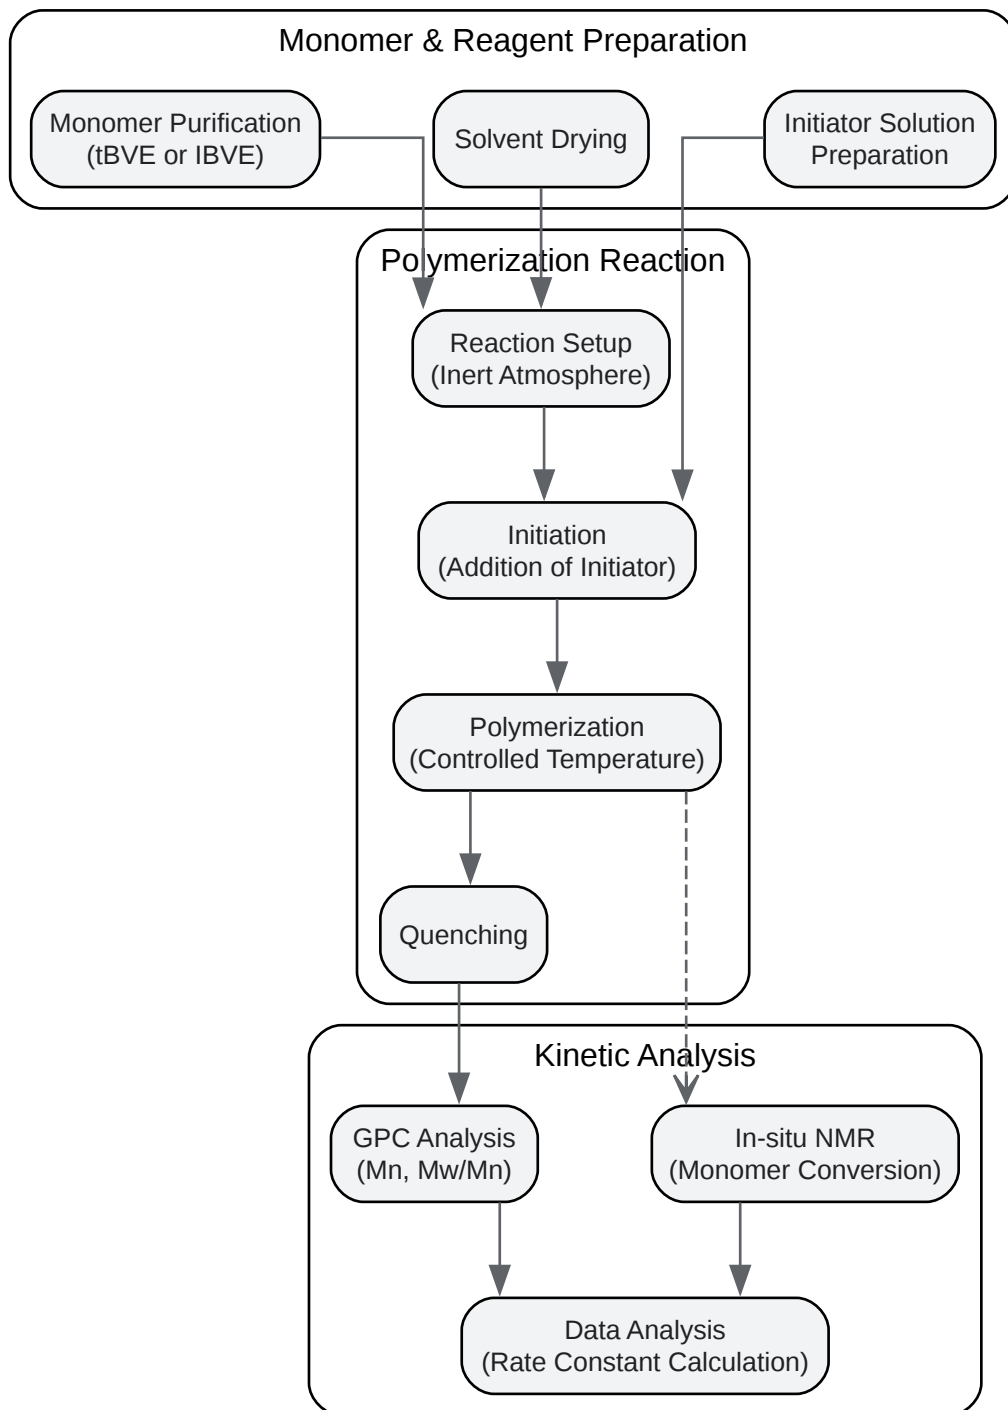 Monomer & Reagent Preparation
Monomer Purification
(tBVE or IBVE)
Solvent Drying
Initiator Solution
Preparation
Polymerization Reaction
Reaction Setup
(Inert Atmosphere)
Initiation
(Addition of Initiator)
Polymerization
(Controlled Temperature)
Quenching
Kinetic Analysis
GPC Analysis
(Mn, Mw/Mn)
In-situ NMR
(Monomer Conversion)
Data Analysis
(Rate Constant Calculation)